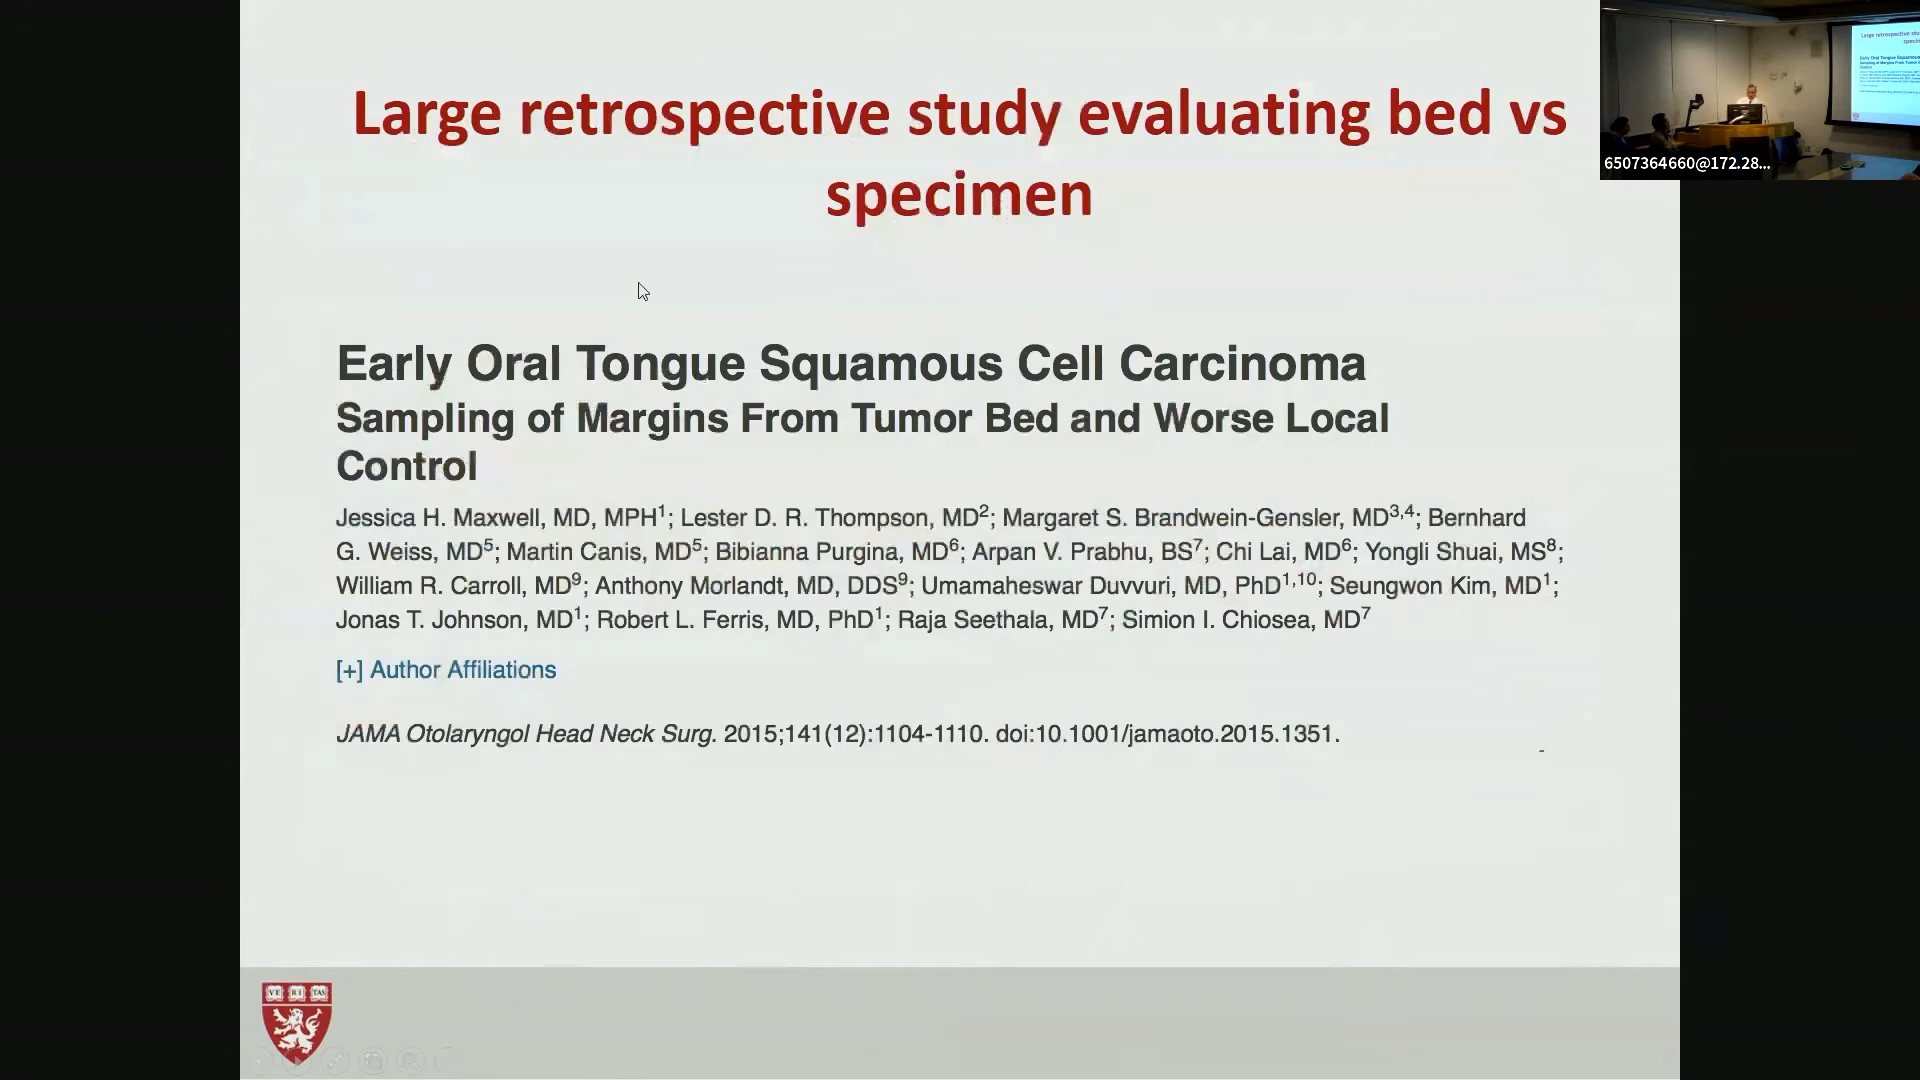 Large retrospective study evaluating bed vs
specimen
6507364660@172.28...
Early Oral Tongue Squamous Cell Carcinoma
Sampling of Margins From Tumor Bed and Worse Local
Control
Jessica H. Maxwell, MD, MPH1; Lester D. R. Thompson, MD2; Margaret S. Brandwein-Gensler, MD3,4; Bernhard
G. Weiss, MD5; Martin Canis, MD5; Bibianna Purgina, MD6; Arpan V. Prabhu, BS7; Chi Lai, MD6; Yongli Shuai, MS8;
William R. Carroll, MD9; Anthony Morlandt, MD, DDS9; Umamaheswar Duvvuri, MD, PhD1,10; Seungwon Kim, MD1;
Jonas T. Johnson, MD1; Robert L. Ferris, MD, PhD1; Raja Seethala, MD7; Simion I. Chiosea, MD7
[+] Author Affiliations
JAMA Otolaryngol Head Neck Surg. 2015;141(12):1104-1110. doi:10.1001/jamaoto.2015.1351.
VE RI TAS